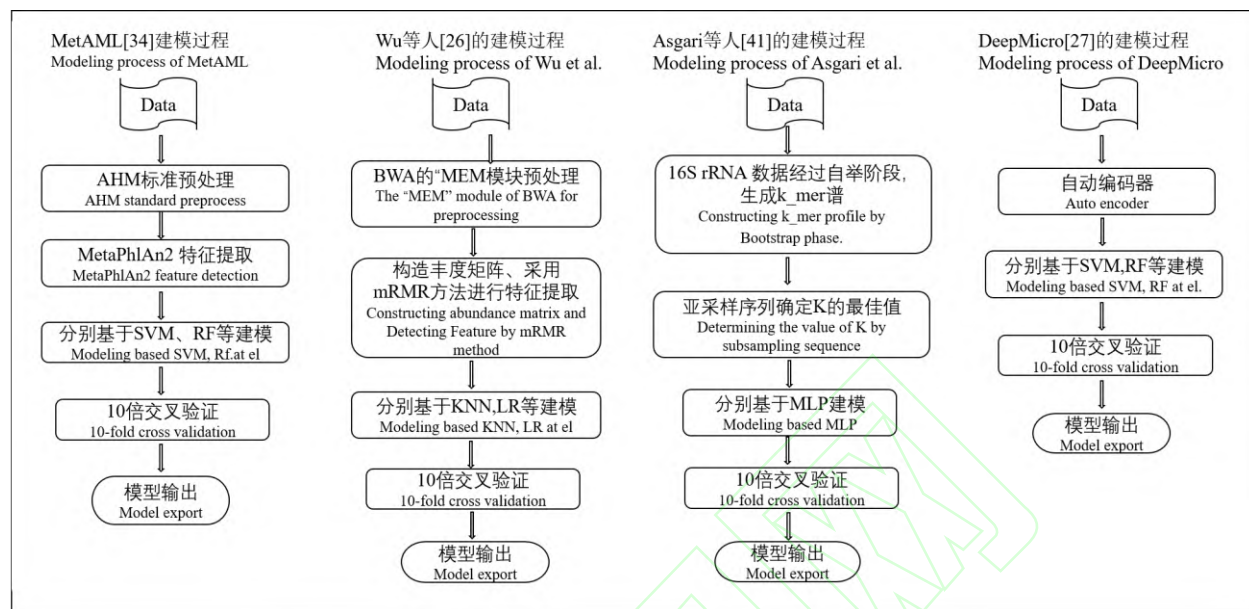 MetAML[34]建模过程
Modeling process of MetAML
Data
AHM标准预处理
AHM standard preprocess
MetaPhlAn2 特征提取
MetaPhlAn2 feature detection
分别基于SVM、RF等建模
Modeling based SVM, Rf.at el
10倍交叉验证
10-fold cross validation
模型输出
Model export
Wu等人[26]的建模过程
Modeling process of Wu et al.
Data
BWA的“MEM模块预处理
The “MEM” module of BWA for
preprocessing
构造丰度矩阵、采用
mRMR方法进行特征提取
Constructing abundance matrix and
Detecting Feature by mRMR
method
分别基于KNN,LR等建模
Modeling based KNN, LR at el
10倍交叉验证
10-fold cross validation
模型输出
Model export
Asgari等人[41]的建模过程
Modeling process of Asgari et al.
Data
16S rRNA 数据经过自举阶段,
生成k_mer谱
Constructing k_mer profile by
Bootstrap phase.
亚采样序列确定K的最佳值
Determining the value of K by
subsampling sequence
分别基于MLP建模
Modeling based MLP
10倍交叉验证
10-fold cross validation
模型输出
Model export
DeepMicro[27]的建模过程
Modeling process of DeepMicro
Data
自动编码器
Auto encoder
分别基于SVM,RF等建模
Modeling based SVM, RF at el.
10倍交叉验证
10-fold cross validation
模型输出
Model export